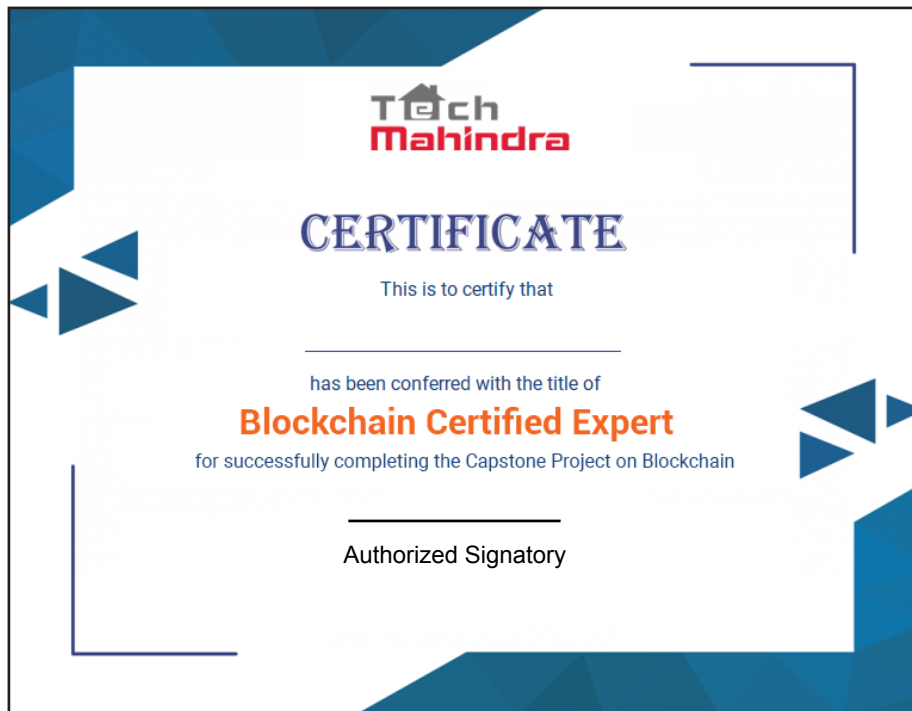 Tech
Mahindra
CERTIFICATE
This is to certify that
has been conferred with the title of
Blockchain Certified Expert
for successfully completing the Capstone Project on Blockchain
Authorized Signatory